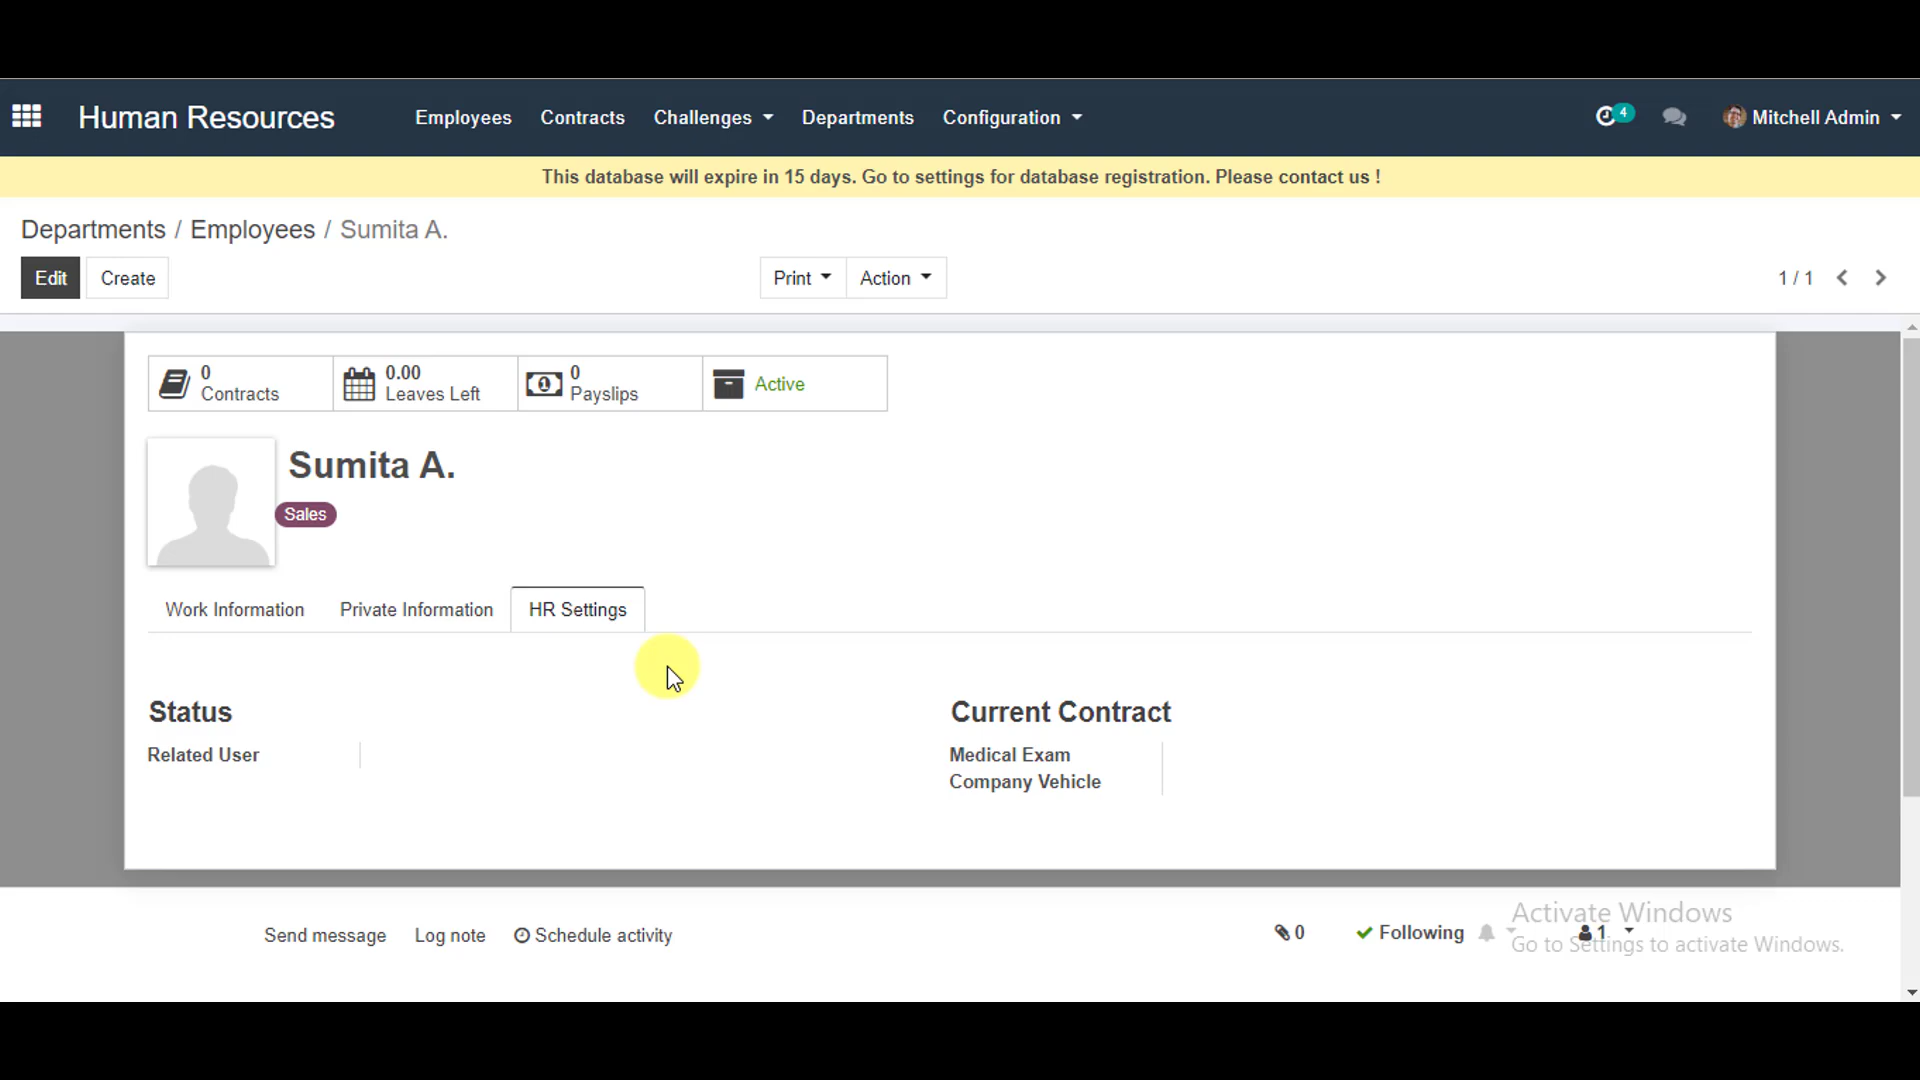 Human Resources
Employees Contracts Challenges Departments Configuration
4
Mitchell Admin
This database will expire in 15 days. Go to settings for database registration. Please contact us !
Departments / Employees / Sumita A.
Edit Create Print Action 1 / 1
0 Contracts
0.00 Leaves Left
0 Payslips
Active
Sumita A.
Sales
Work Information Private Information HR Settings
Status
Related User
Current Contract
Medical Exam
Company Vehicle
Send message Log note Schedule activity 0 Following 1
Activate Windows
Go to Settings to activate Windows.